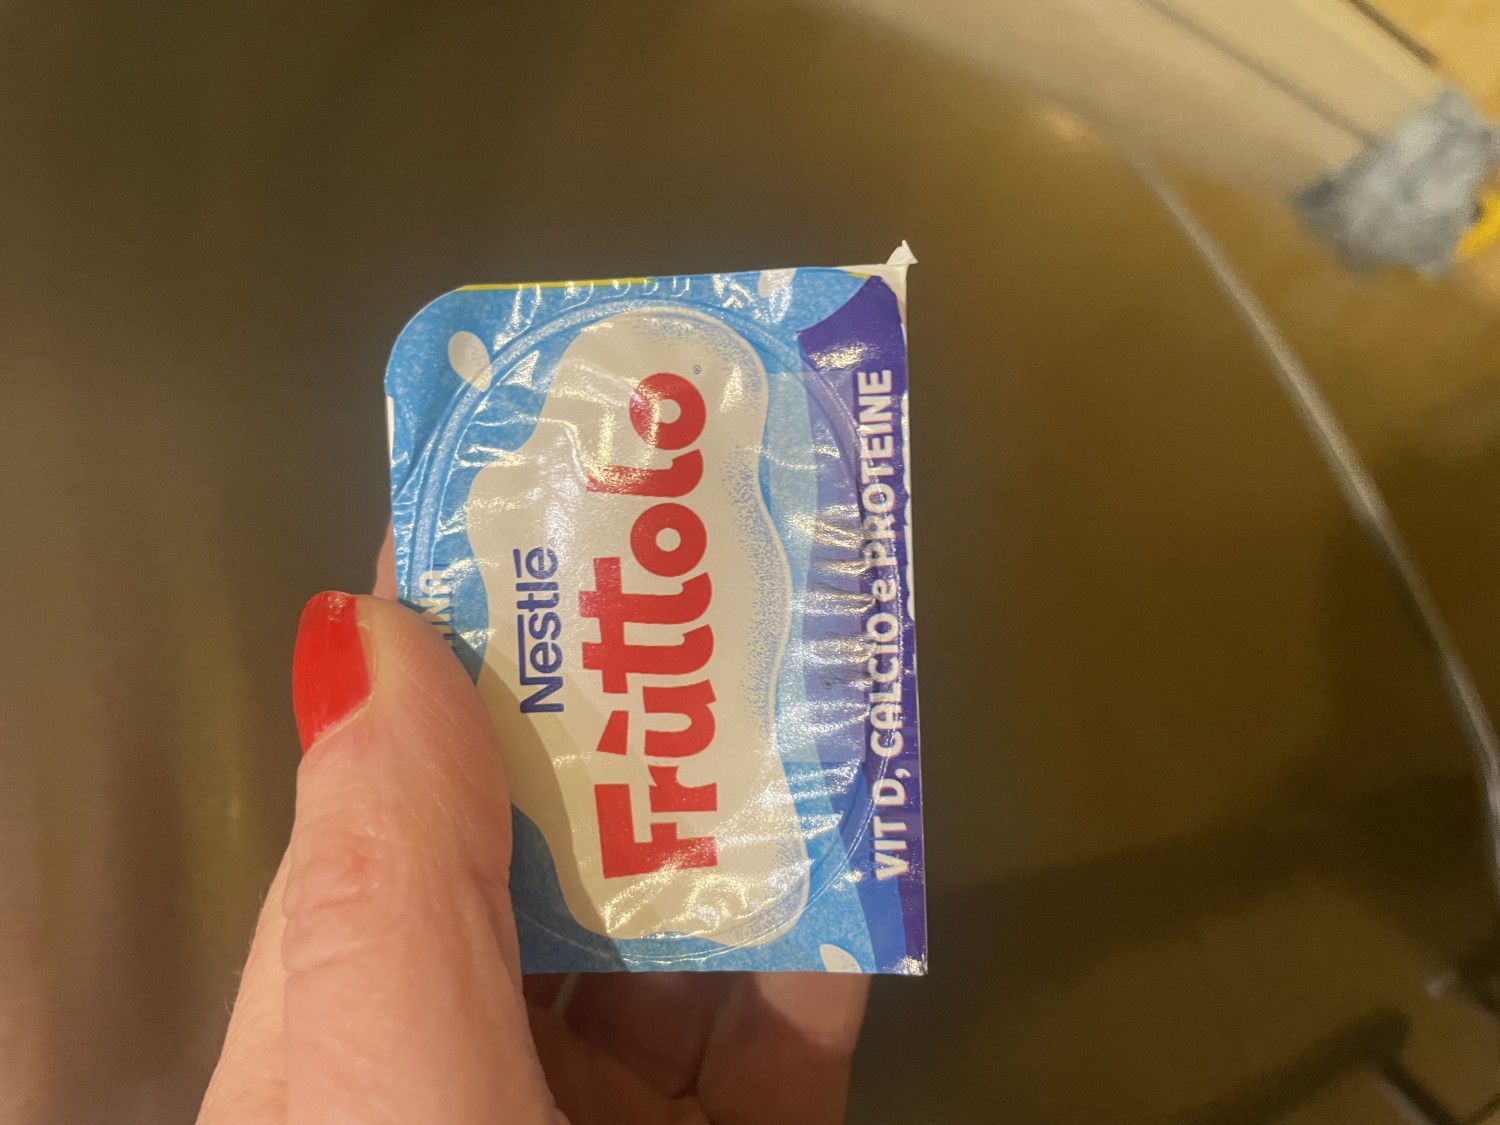 Nestlé
Frùttolo®
VIT D, CALCIO e PROTEINE